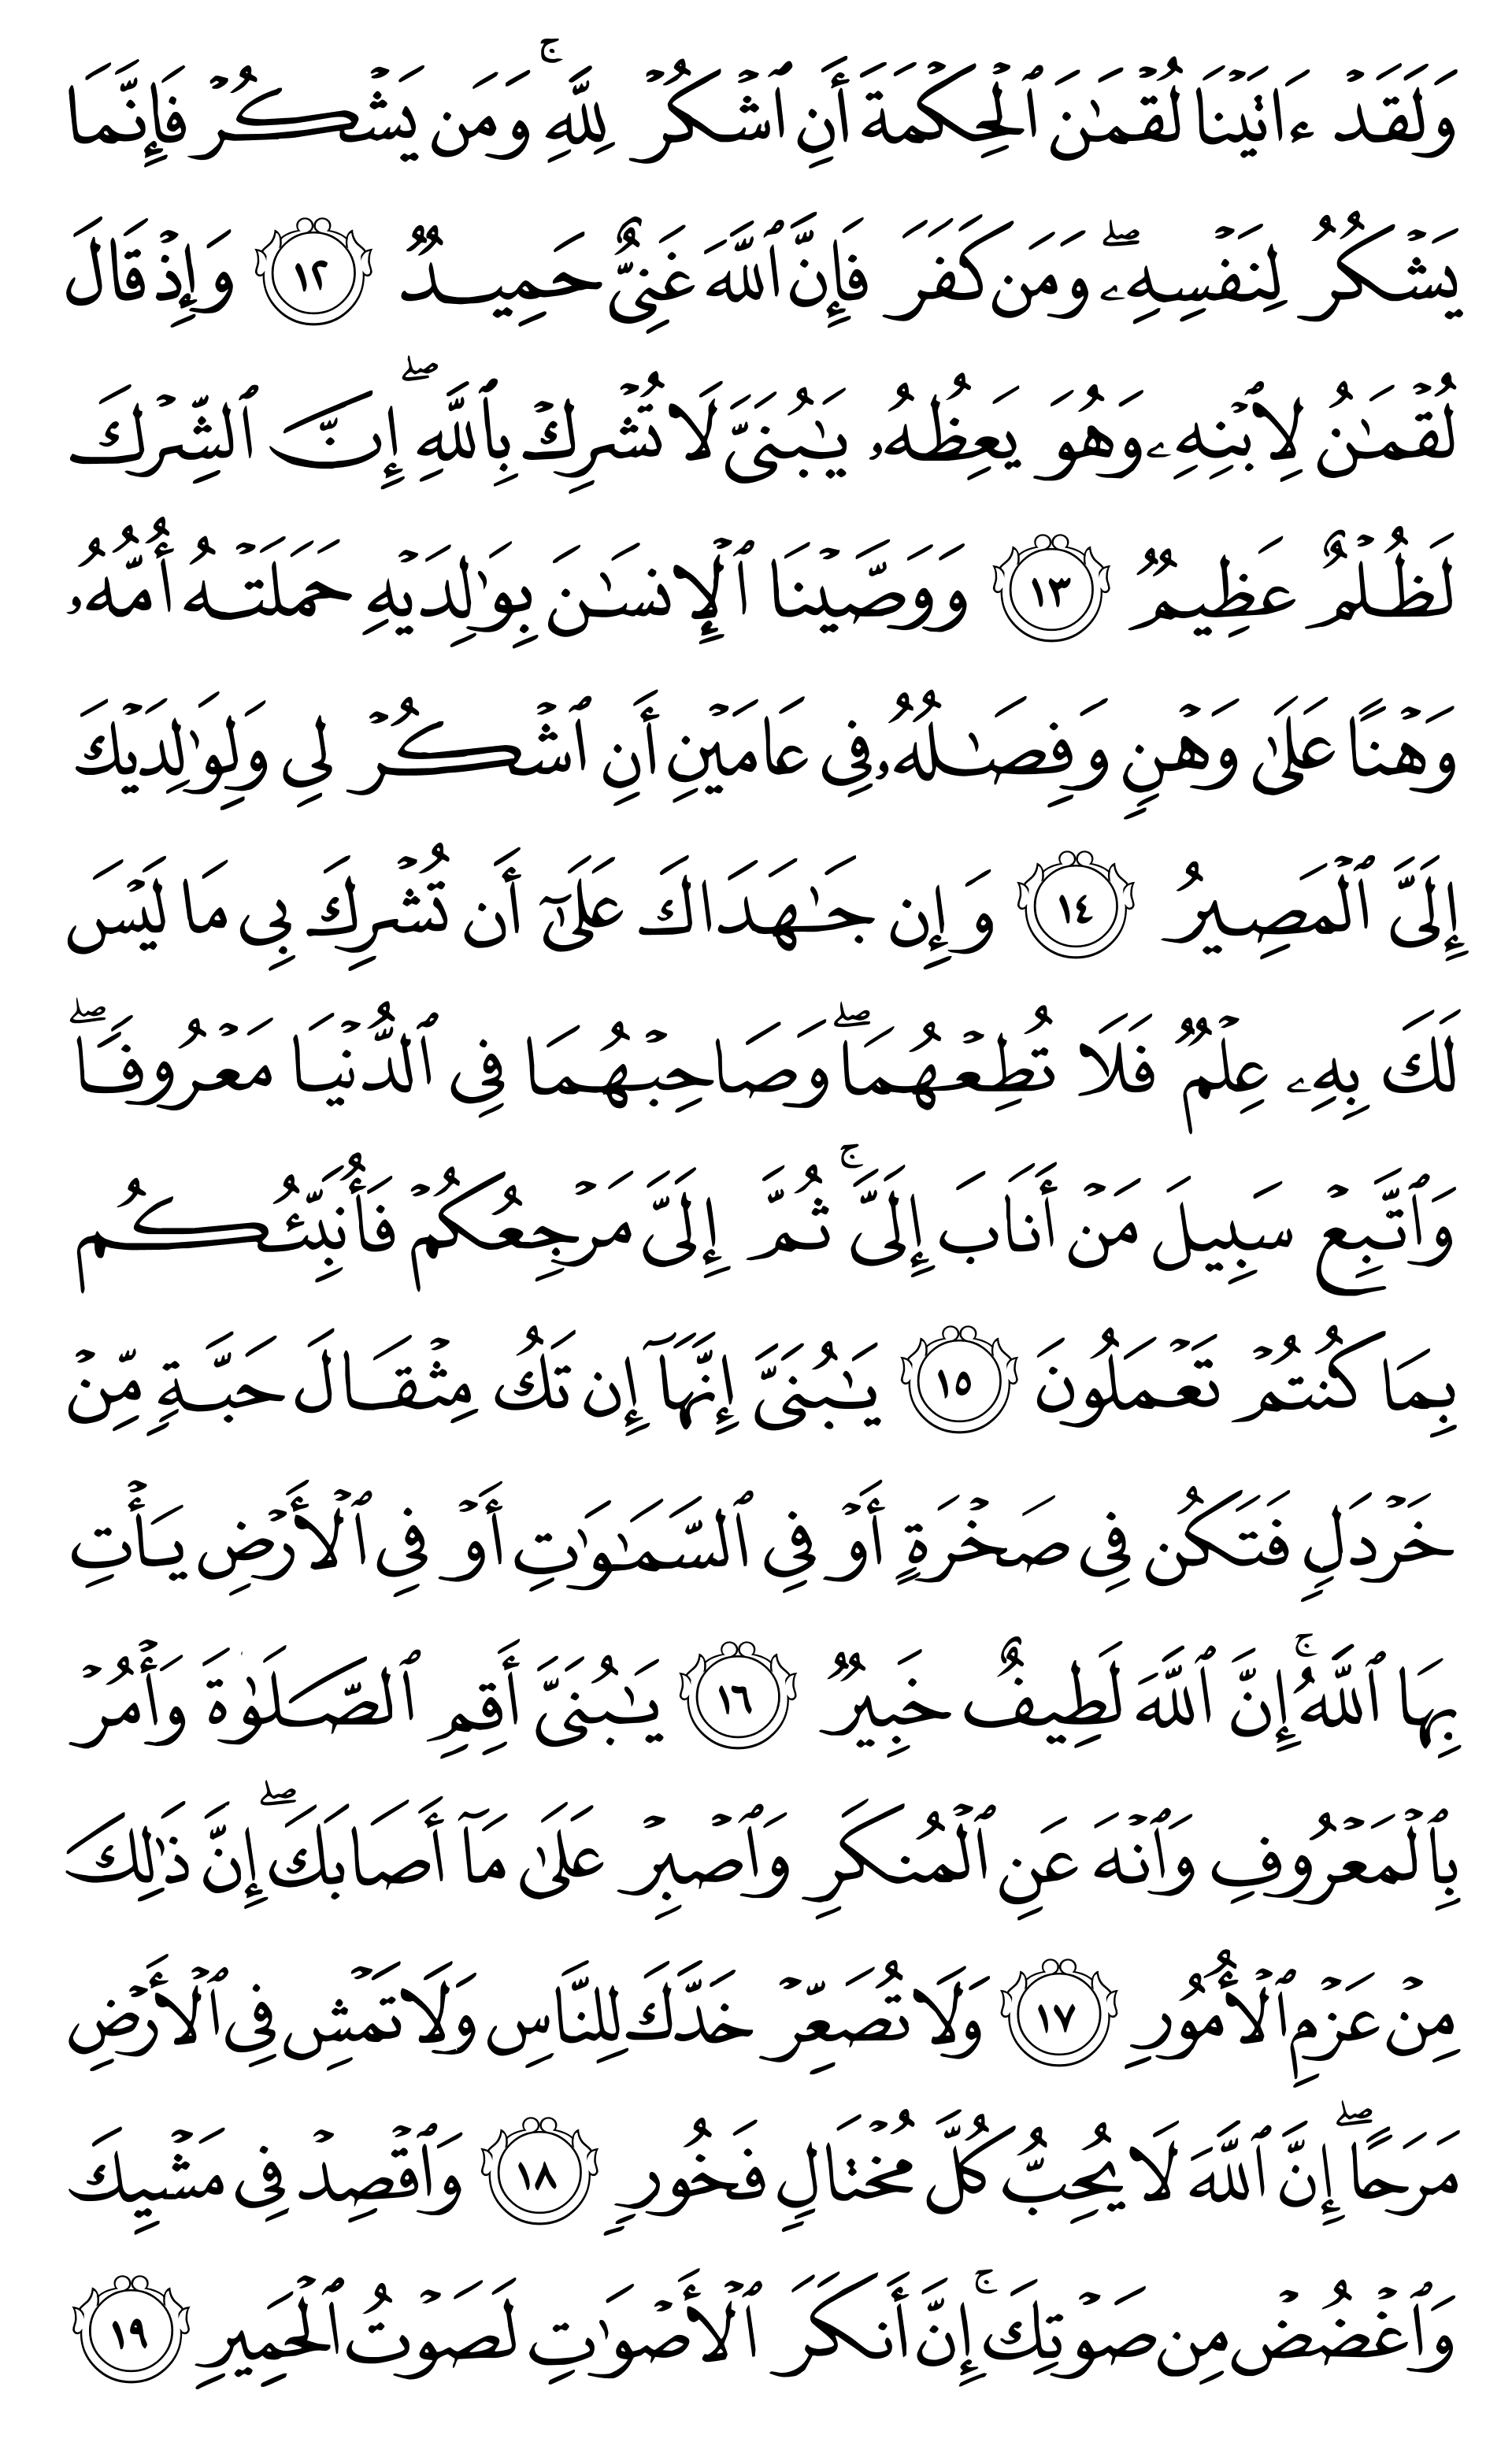 وَلَقَدۡ ءَاتَيۡنَا لُقۡمَٰنَ ٱلۡحِكۡمَةَ أَنِ ٱشۡكُرۡ لِلَّهِۚ وَمَن يَشۡكُرۡ فَإِنَّمَا
يَشۡكُرُ لِنَفۡسِهِۦۖ وَمَن كَفَرَ فَإِنَّ ٱللَّهَ غَنِيٌّ حَمِيدٞ ١٢ وَإِذۡ قَالَ
لُقۡمَٰنُ لِٱبۡنِهِۦ وَهُوَ يَعِظُهُۥ يَٰبُنَيَّ لَا تُشۡرِكۡ بِٱللَّهِۖ إِنَّ ٱلشِّرۡكَ
لَظُلۡمٌ عَظِيمٞ ١٣ وَوَصَّيۡنَا ٱلۡإِنسَٰنَ بِوَٰلِدَيۡهِ حَمَلَتۡهُ أُمُّهُۥ
وَهۡنًا عَلَىٰ وَهۡنٖ وَفِصَٰلُهُۥ فِي عَامَيۡنِ أَنِ ٱشۡكُرۡ لِي وَلِوَٰلِدَيۡكَ
إِلَيَّ ٱلۡمَصِيرُ ١٤ وَإِن جَٰهَدَاكَ عَلَىٰٓ أَن تُشۡرِكَ بِي مَا لَيۡسَ
لَكَ بِهِۦ عِلۡمٞ فَلَا تُطِعۡهُمَاۖ وَصَاحِبۡهُمَا فِي ٱلدُّنۡيَا مَعۡرُوفٗاۖ
وَٱتَّبِعۡ سَبِيلَ مَنۡ أَنَابَ إِلَيَّۚ ثُمَّ إِلَيَّ مَرۡجِعُكُمۡ فَأُنَبِّئُكُم
بِمَا كُنتُمۡ تَعۡمَلُونَ ١٥ يَٰبُنَيَّ إِنَّهَآ إِن تَكُ مِثۡقَالَ حَبَّةٖ مِّنۡ
خَرۡدَلٖ فَتَكُن فِي صَخۡرَةٍ أَوۡ فِي ٱلسَّمَٰوَٰتِ أَوۡ فِي ٱلۡأَرۡضِ يَأۡتِ
بِهَا ٱللَّهُۚ إِنَّ ٱللَّهَ لَطِيفٌ خَبِيرٞ ١٦ يَٰبُنَيَّ أَقِمِ ٱلصَّلَوٰةَ وَأۡمُرۡ
بِٱلۡمَعۡرُوفِ وَٱنۡهَ عَنِ ٱلۡمُنكَرِ وَٱصۡبِرۡ عَلَىٰ مَآ أَصَابَكَۖ إِنَّ ذَٰلِكَ
مِنۡ عَزۡمِ ٱلۡأُمُورِ ١٧ وَلَا تُصَعِّرۡ خَدَّكَ لِلنَّاسِ وَلَا تَمۡشِ فِي ٱلۡأَرۡضِ
مَرَحًاۖ إِنَّ ٱللَّهَ لَا يُحِبُّ كُلَّ مُخۡتَالٖ فَخُورٖ ١٨ وَٱقۡصِدۡ فِي مَشۡيِكَ
وَٱغۡضُضۡ مِن صَوۡتِكَۚ إِنَّ أَنكَرَ ٱلۡأَصۡوَٰتِ لَصَوۡتُ ٱلۡحَمِيرِ ١٩